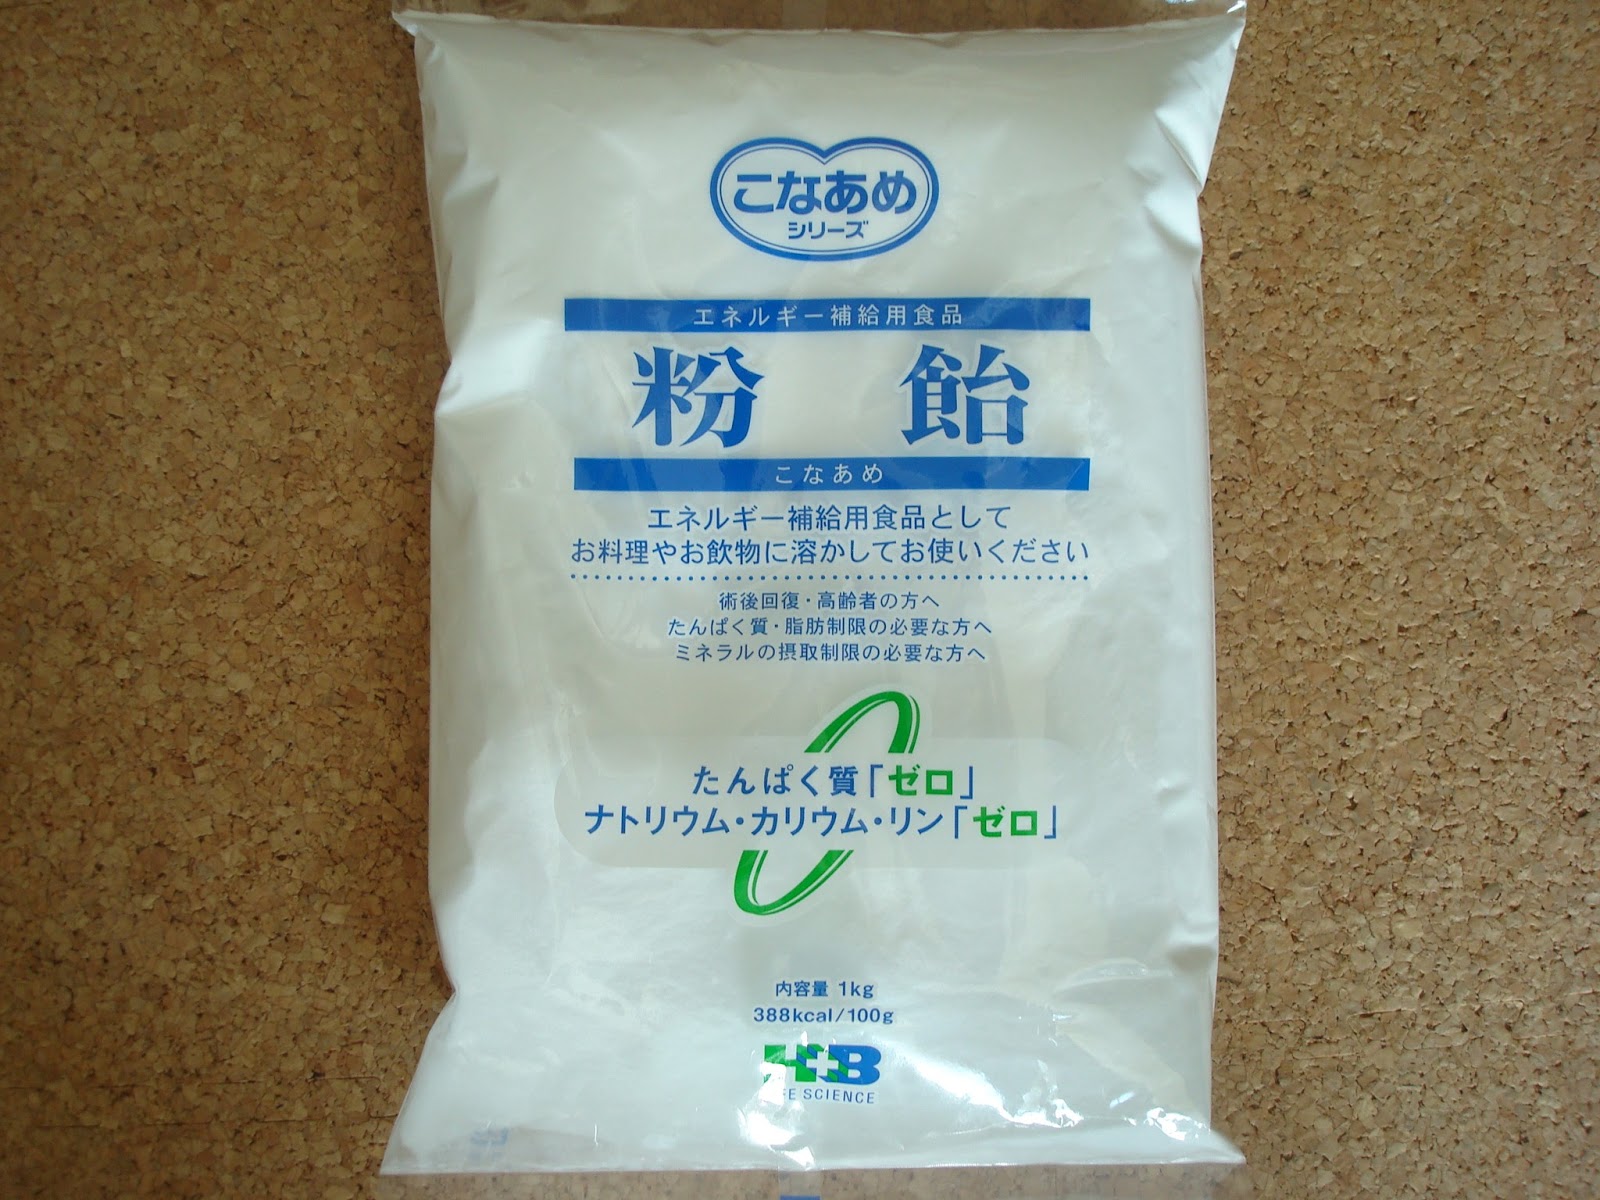 こなあめ
シリーズ
エネルギー補給用食品
粉 飴
こなあめ
エネルギー補給用食品として
お料理やお飲物に溶かしてお使いください
術後回復・高齢者の方へ
たんぱく質・脂肪制限の必要な方へ
ミネラルの摂取制限の必要な方へ
たんぱく質「ゼロ」
ナトリウム・カリウム・リン「ゼロ」
内容量 1kg
388kcal/100g
H+B
SCIENCE